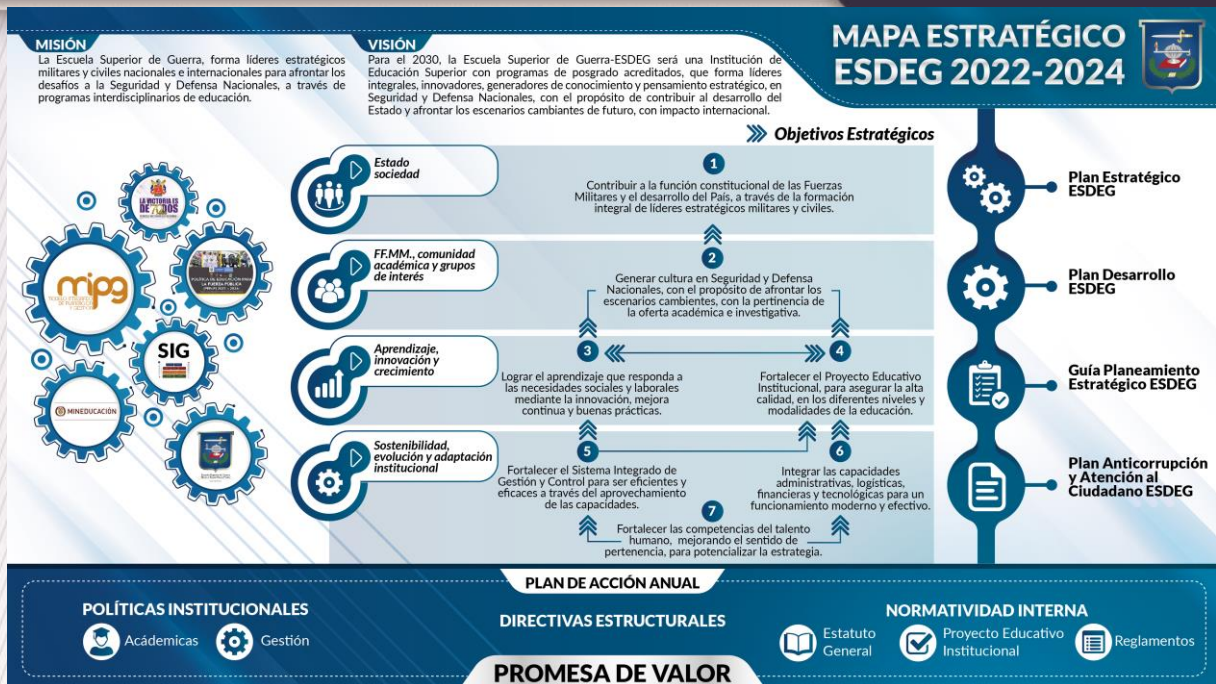 MAPA ESTRATÉGICO
ESDEG 2022-2024
MISIÓN
La Escuela Superior de Guerra, forma líderes estratégicos
militares y civiles nacionales e internacionales para afrontar los
desafíos a la Seguridad y Defensa Nacionales, a través de
programas interdisciplinarios de educación.
VISIÓN
Para el 2030, la Escuela Superior de Guerra-ESDEG será una Institución de
Educación Superior con programas de posgrado acreditados, que forma líderes
integrales, innovadores, generadores de conocimiento y pensamiento estratégico, en
Seguridad y Defensa Nacionales, con el propósito de contribuir al desarrollo del
Estado y afrontar los escenarios cambiantes de futuro, con impacto internacional.
Objetivos Estratégicos
LA VICTORIA ES
DE TODOS
mipg
POLÍTICA DE EDUCACIÓN PARA
LA FUERZA PÚBLICA
SIG
MINEDUCACIÓN
Estado
sociedad
1
Contribuir a la función constitucional de las Fuerzas
Militares y el desarrollo del País, a través de la formación
integral de líderes estratégicos militares y civiles.
FF.MM., comunidad
académica y grupos
de interés
2
Generar cultura en Seguridad y Defensa
Nacionales, con el propósito de afrontar los
escenarios cambientes, con la pertinencia de
la oferta académica e investigativa.
Aprendizaje,
innovación y
crecimiento
3
Lograr el aprendizaje que responda a
las necesidades sociales y laborales
mediante la innovación, mejora
continua y buenas prácticas.
4
Fortalecer el Proyecto Educativo
Institucional, para asegurar la alta
calidad, en los diferentes niveles y
modalidades de la educación.
Sostenibilidad,
evolución y adaptación
institucional
5
Fortalecer el Sistema Integrado de
Gestión y Control para ser eficientes y
eficaces a través del aprovechamiento
de las capacidades.
6
Integrar las capacidades
administrativas, logísticas,
financieras y tecnológicas para un
funcionamiento moderno y efectivo.
7
Fortalecer las competencias del talento
humano, mejorando el sentido de
pertenencia, para potencializar la estrategia.
Plan Estratégico
ESDEG
Plan Desarrollo
ESDEG
Guía Planeamiento
Estratégico ESDEG
Plan Anticorrupción
y Atención al
Ciudadano ESDEG
PLAN DE ACCIÓN ANUAL
POLÍTICAS INSTITUCIONALES
Acádemicas
Gestión
DIRECTIVAS ESTRUCTURALES
NORMATIVIDAD INTERNA
Estatuto
General
Proyecto Educativo
Institucional
Reglamentos
PROMESA DE VALOR